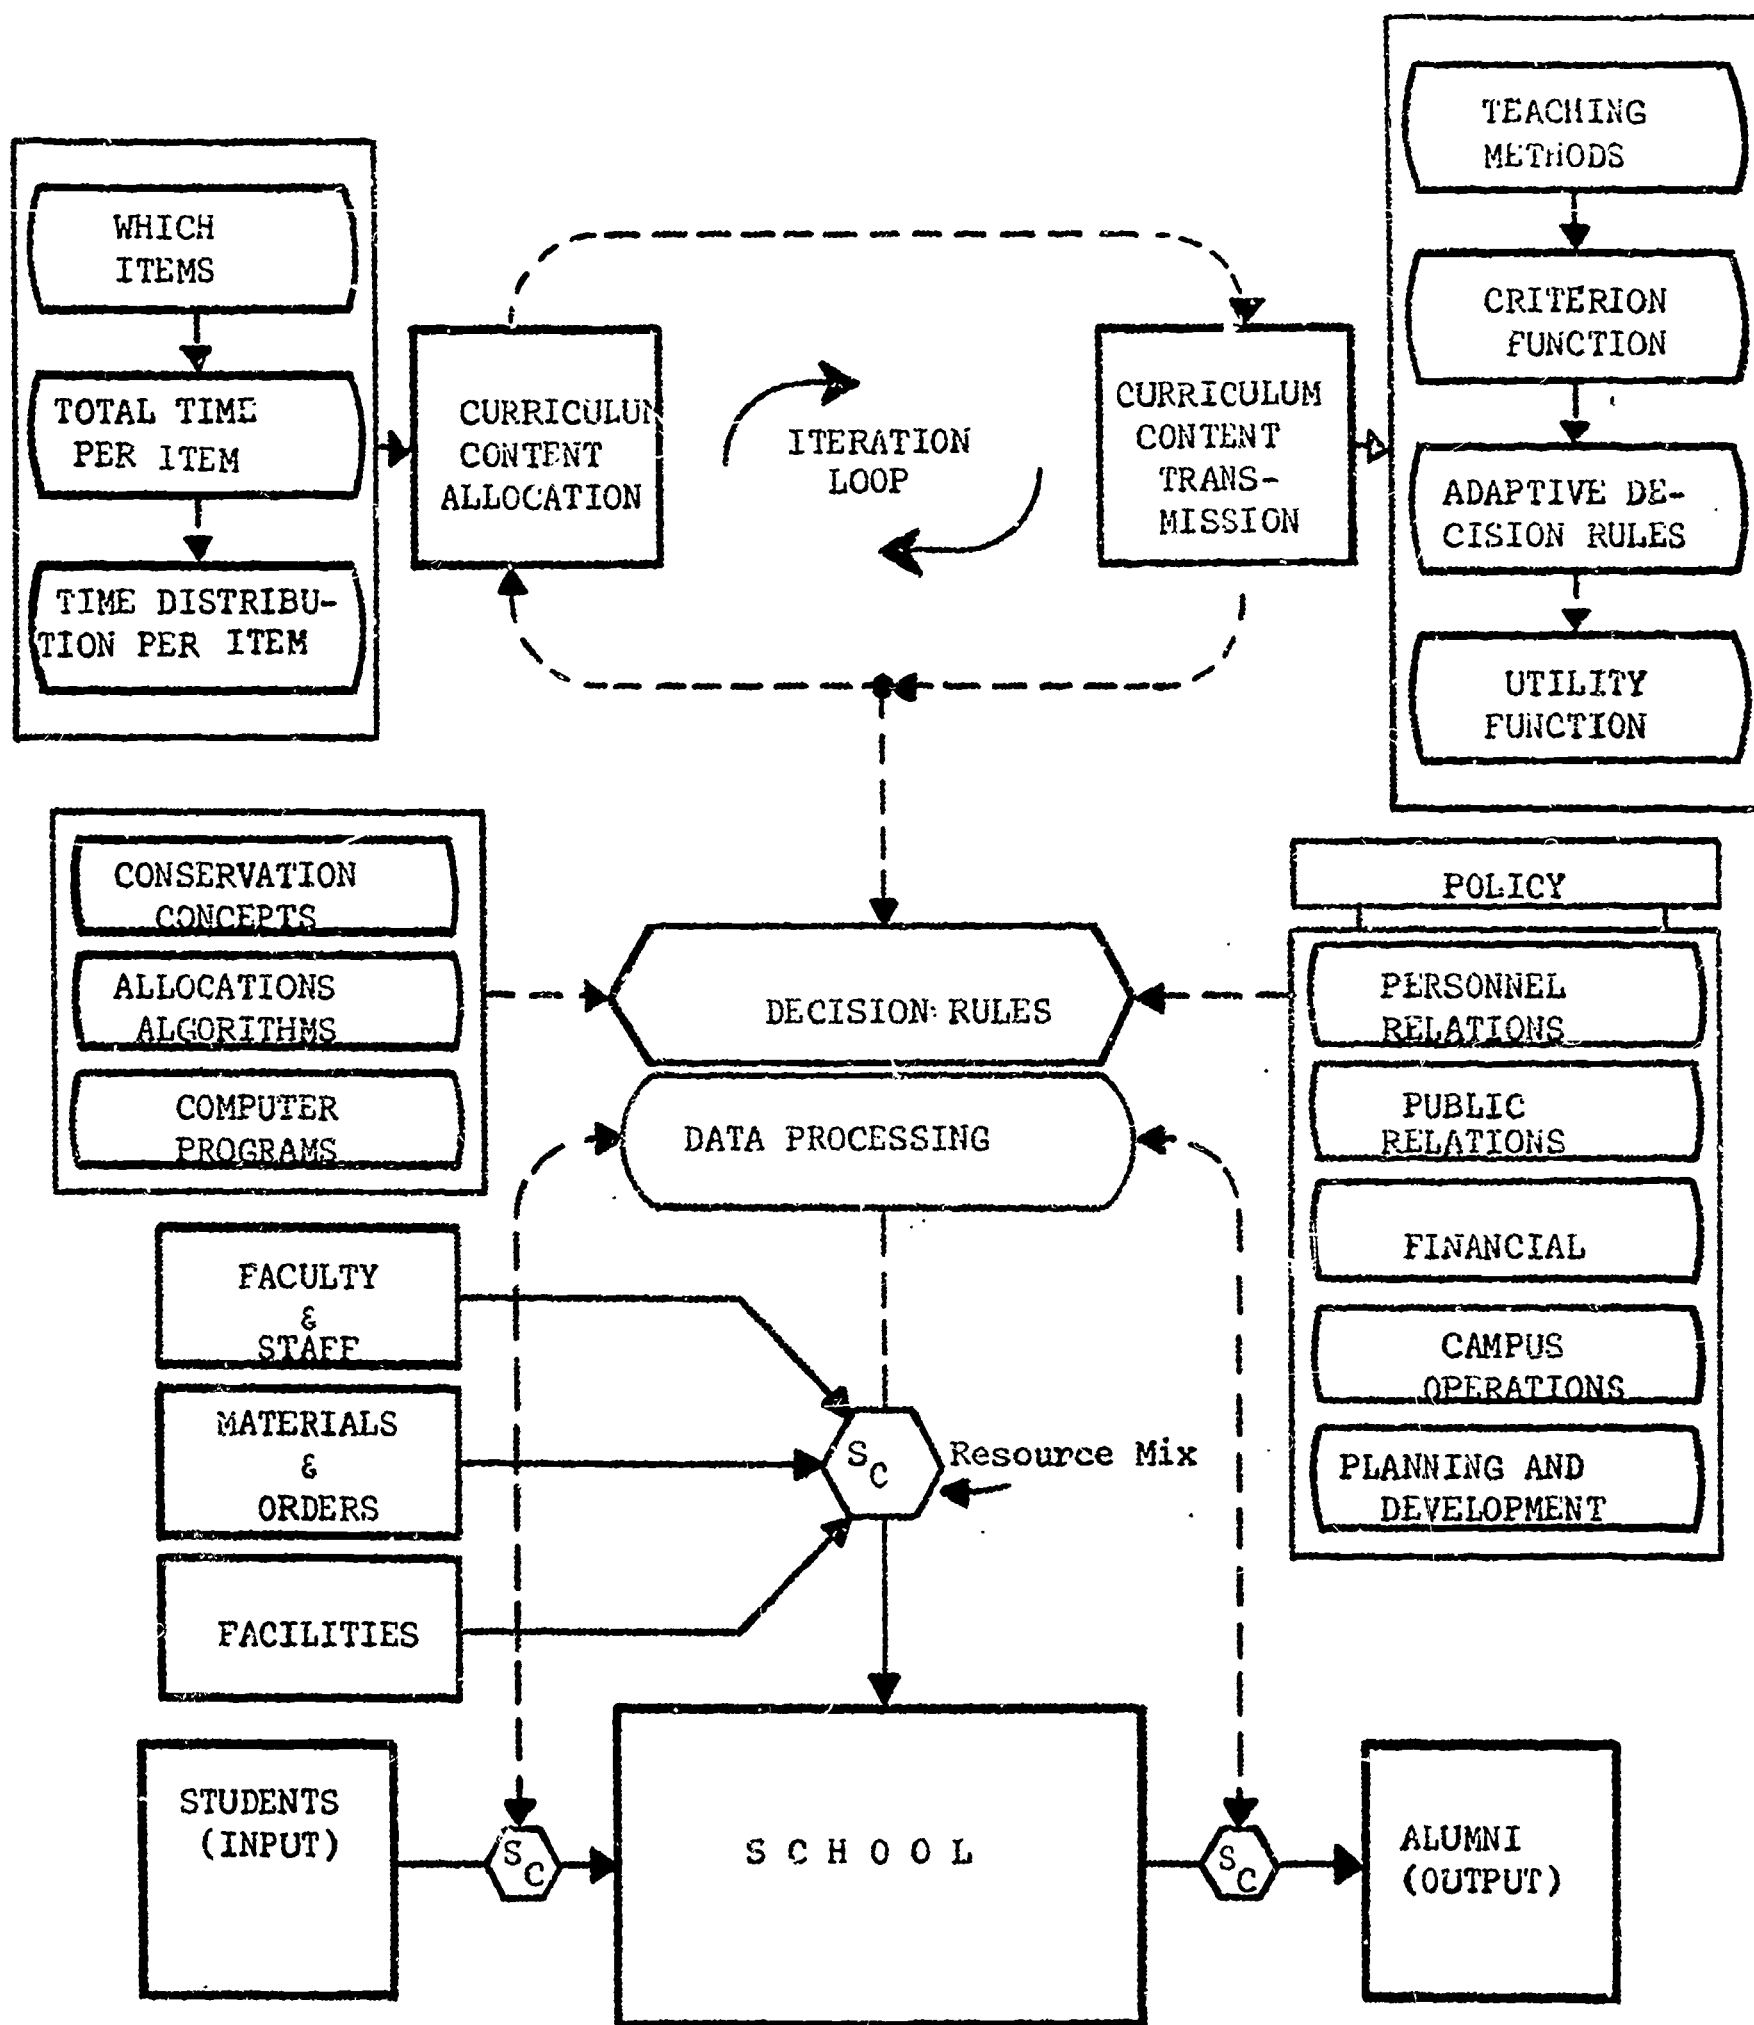 WHICH
ITEMS
TOTAL TIME
PER ITEM
TIME DISTRIBU-
TION PER ITEM
CURRICULUM
CONTENT
ALLOCATION
ITERATION
LOOP
CURRICULUM
CONTENT
TRANS-
MISSION
TEACHING
METHODS
CRITERION
FUNCTION
ADAPTIVE DE-
CISION RULES
UTILITY
FUNCTION
CONSERVATION
CONCEPTS
ALLOCATIONS
ALGORITHMS
COMPUTER
PROGRAMS
DECISION RULES
DATA PROCESSING
POLICY
PERSONNEL
RELATIONS
PUBLIC
RELATIONS
FINANCIAL
CAMPUS
OPERATIONS
PLANNING AND
DEVELOPMENT
FACULTY
&
STAFF
MATERIALS
&
ORDERS
FACILITIES
S
C
Resource Mix
STUDENTS
(INPUT)
S
C
S C H O O L
S
C
ALUMNI
(OUTPUT)